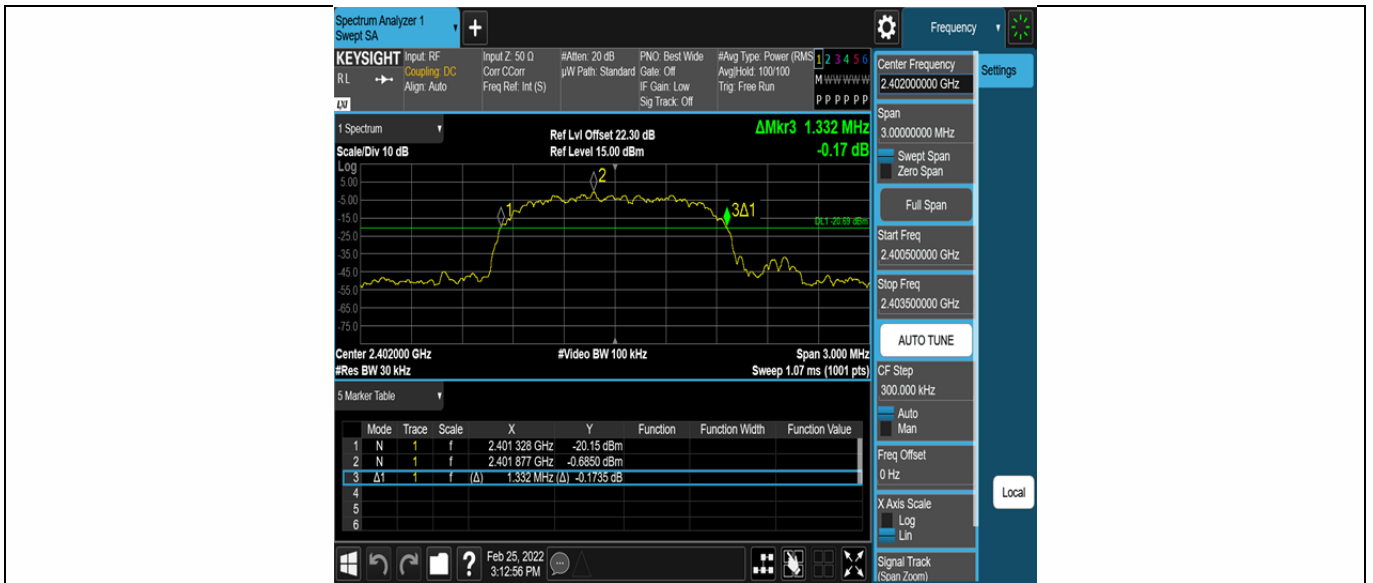 Spectrum Analyzer 1
Swept SA
+
Frequency
KEYSIGHT Input: RF Input Z: 50 Ω #Atten: 20 dB PNO: Best Wide #Avg Type: Power (RMS 1 2 3 4 5 6
RL Coupling: DC Corr CCorr µW Path: Standard Gate: Off Avg|Hold: 100/100 M W W W W W
Align: Auto Freq Ref: Int (S) IF Gain: Low Trig: Free Run
LXI Sig Track: Off P P P P P P
Center Frequency
2.402000000 GHz
Settings
1 Spectrum
Scale/Div 10 dB
Ref Lvl Offset 22.30 dB
Ref Level 15.00 dBm
ΔMkr3 1.332 MHz
-0.17 dB
Log
5.00
-5.00
-15.0
-25.0
-35.0
-45.0
-55.0
-65.0
-75.0
1
2
3Δ1
DL1 -20.69 dBm
Center 2.402000 GHz #Video BW 100 kHz Span 3.000 MHz
#Res BW 30 kHz Sweep 1.07 ms (1001 pts)
Span
3.00000000 MHz
Swept Span
Zero Span
Full Span
Start Freq
2.400500000 GHz
Stop Freq
2.403500000 GHz
AUTO TUNE
CF Step
300.000 kHz
Auto
Man
Freq Offset
0 Hz
X Axis Scale
Log
Lin
Signal Track
(Span Zoom)
Local
5 Marker Table
Mode Trace Scale X Y Function Function Width Function Value
1 N 1 f 2.401 328 GHz -20.15 dBm
2 N 1 f 2.401 877 GHz -0.6850 dBm
3 Δ1 1 f (Δ) 1.332 MHz (Δ) -0.1735 dB
4
5
6
? Feb 25, 2022
3:12:56 PM